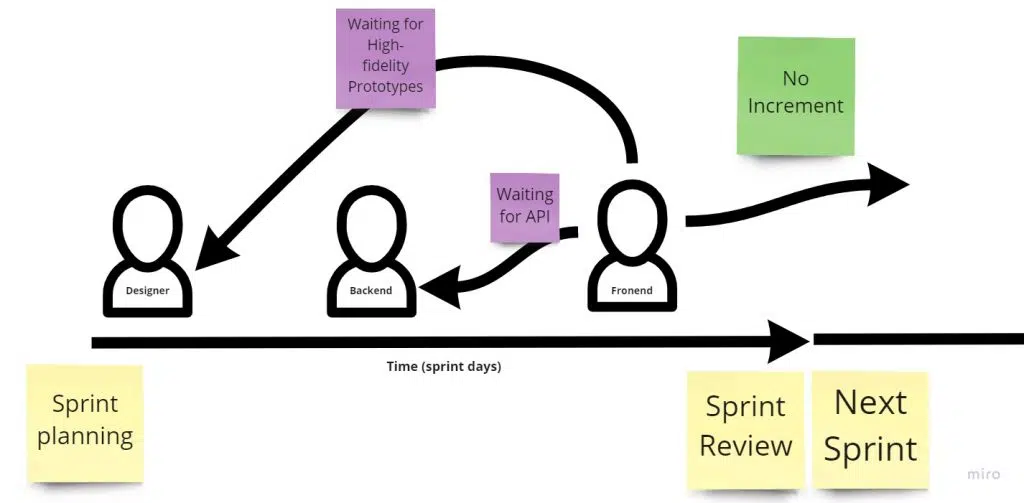 Waiting for
High-
fidelity
Prototypes
No
Increment
Waiting
for API
Designer
Backend
Fronend
Time (sprint days)
Sprint
planning
Sprint
Review
Next
Sprint
miro